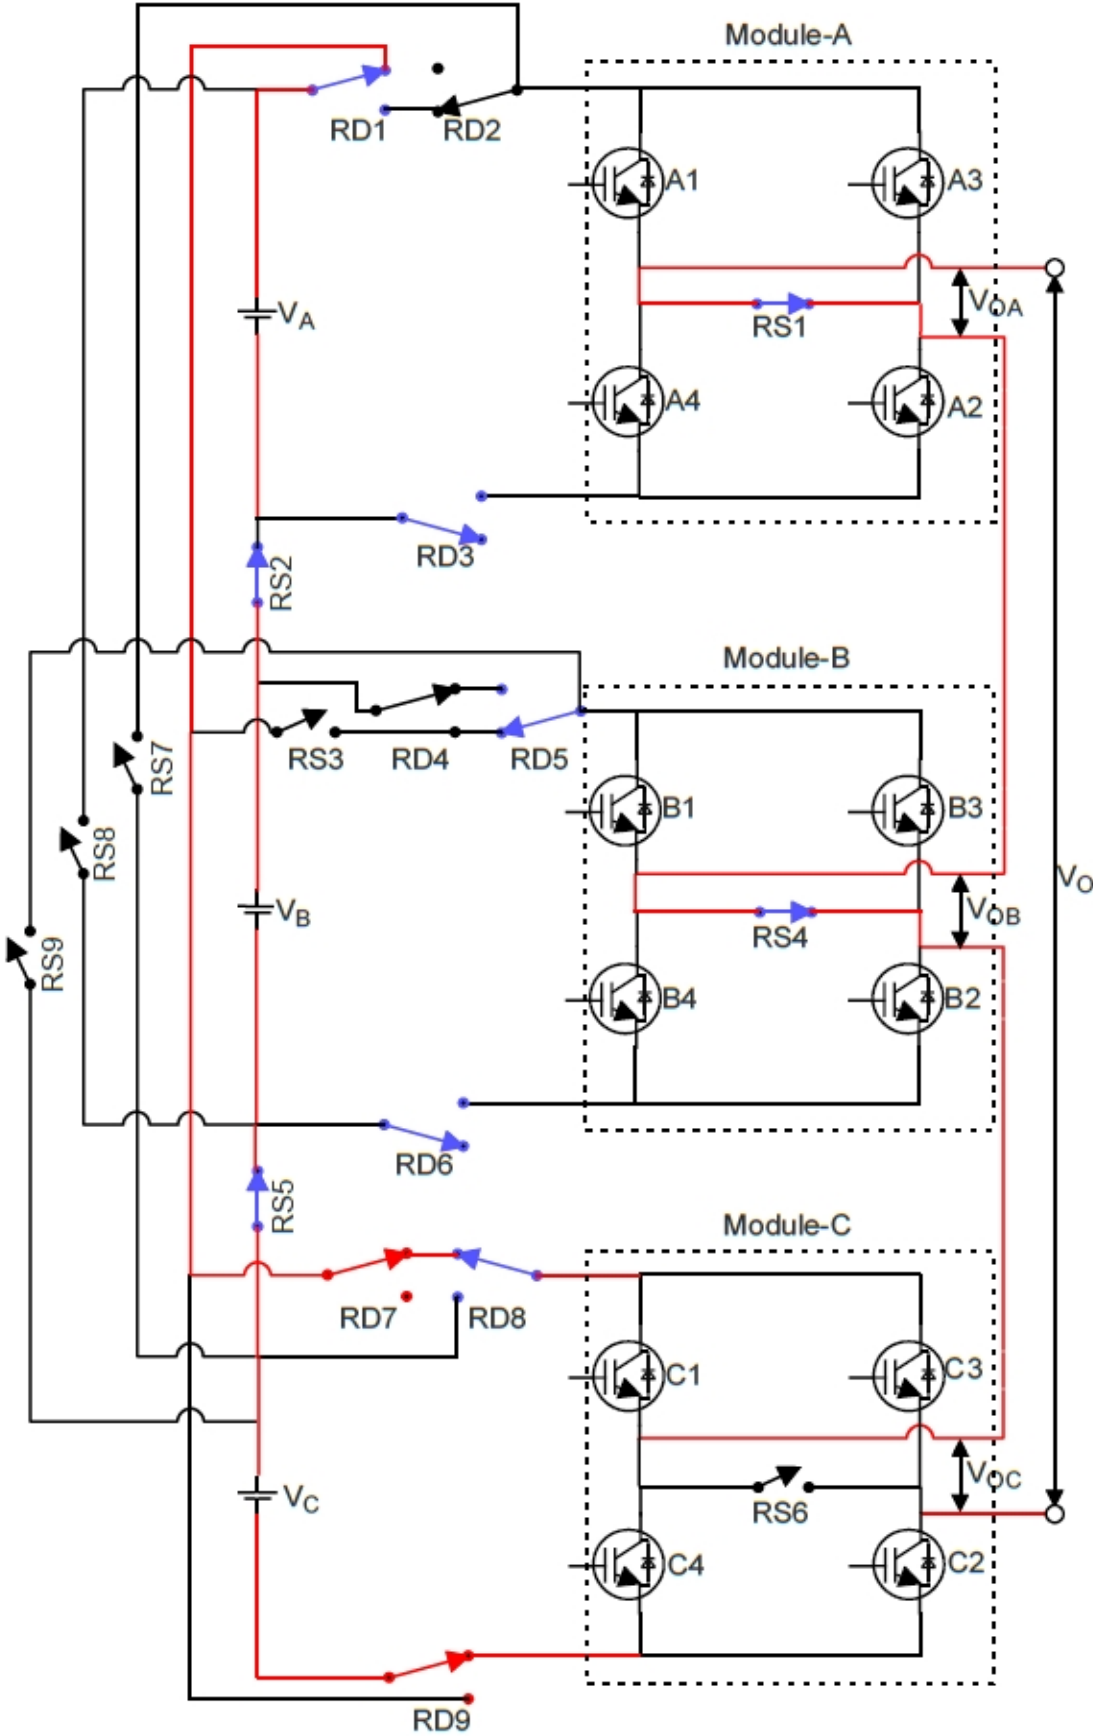 Module-A
RD1
RD2
A1
A3
VA
VOA
RS1
A4
A2
RD3
RS2
Module-B
RS7
RS3
RD4
RD5
B1
B3
RS8
VO
VB
VOB
RS4
RS9
B4
B2
RD6
RS5
Module-C
RD7
RD8
C1
C3
VC
VOC
RS6
C4
C2
RD9